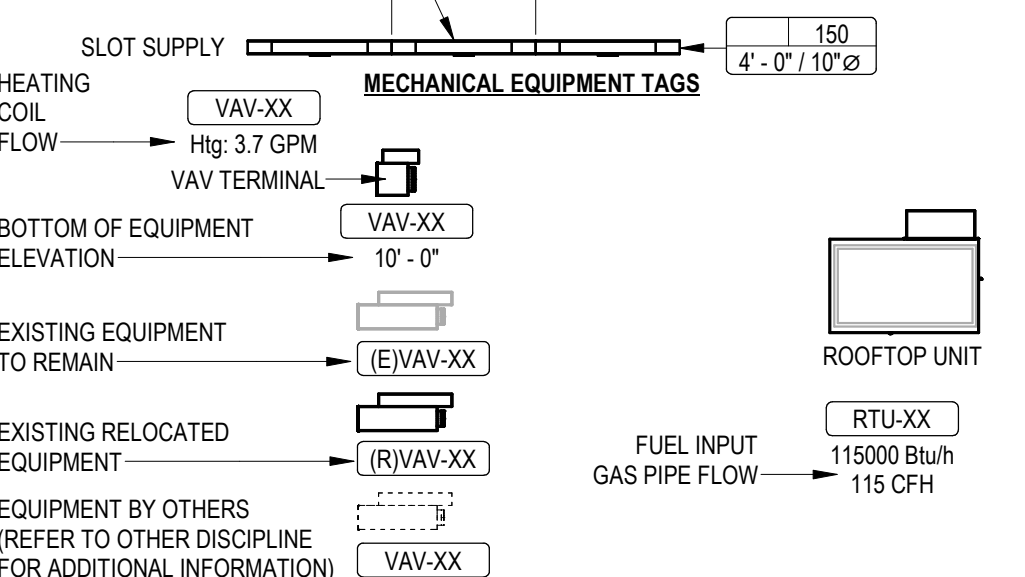 SLOT SUPPLY
150
4' - 0" / 10"Ø
MECHANICAL EQUIPMENT TAGS
HEATING
COIL
FLOW
VAV-XX
Htg: 3.7 GPM
VAV TERMINAL
BOTTOM OF EQUIPMENT
ELEVATION
VAV-XX
10' - 0"
EXISTING EQUIPMENT
TO REMAIN
(E)VAV-XX
EXISTING RELOCATED
EQUIPMENT
(R)VAV-XX
EQUIPMENT BY OTHERS
(REFER TO OTHER DISCIPLINE
FOR ADDITIONAL INFORMATION)
VAV-XX
ROOFTOP UNIT
RTU-XX
FUEL INPUT
GAS PIPE FLOW
115000 Btu/h
115 CFH